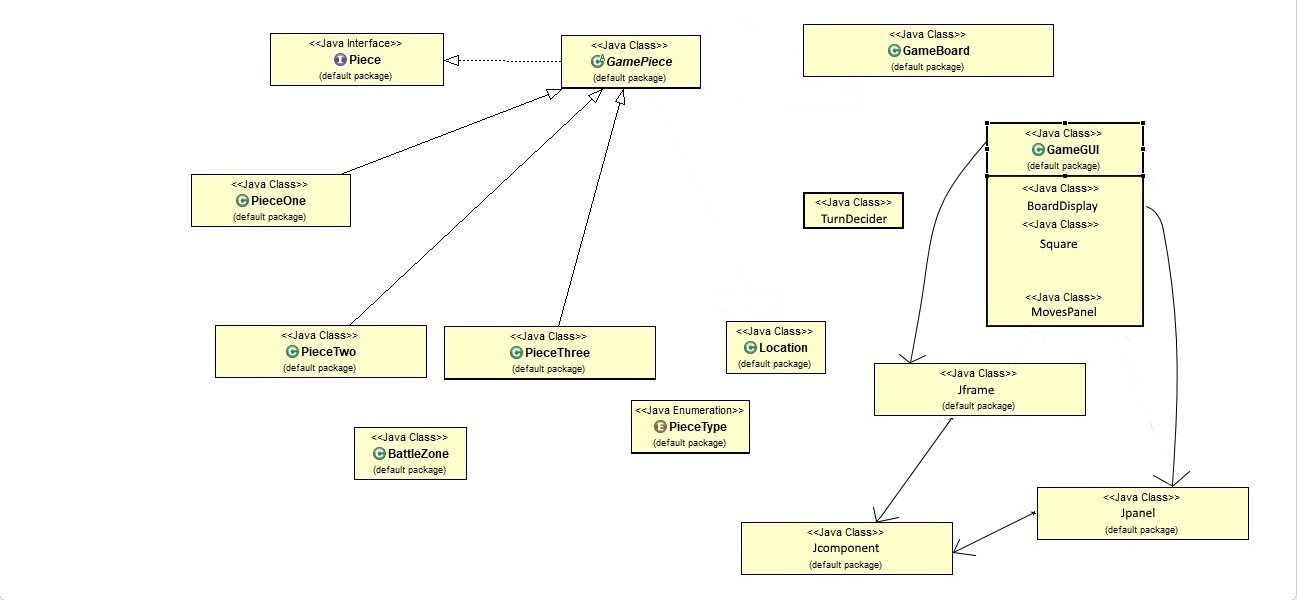 <<Java Interface>>
Piece
(default package)
<<Java Class>>
GamePiece
(default package)
<<Java Class>>
GameBoard
(default package)
<<Java Class>>
GameGUI
(default package)
<<Java Class>>
BoardDisplay
<<Java Class>>
Square
<<Java Class>>
MovesPanel
<<Java Class>>
PieceOne
(default package)
<<Java Class>>
TurnDecider
<<Java Class>>
PieceTwo
(default package)
<<Java Class>>
PieceThree
(default package)
<<Java Class>>
Location
(default package)
<<Java Class>>
Jframe
(default package)
<<Java Enumeration>>
PieceType
(default package)
<<Java Class>>
BattleZone
(default package)
<<Java Class>>
Jpanel
(default package)
<<Java Class>>
Jcomponent
(default package)